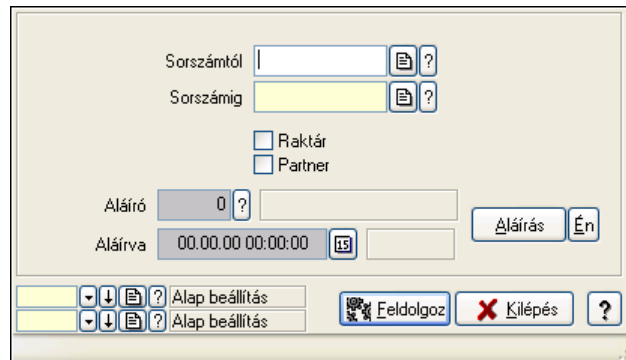 Sorszámtól ?
Sorszámig ?
Raktár
Partner
Aláíró 0 ?
Aláírás Én
Aláírva 00.00.00 00:00:00 15
? Alap beállítás
? Alap beállítás
Feldolgoz Kilépés ?